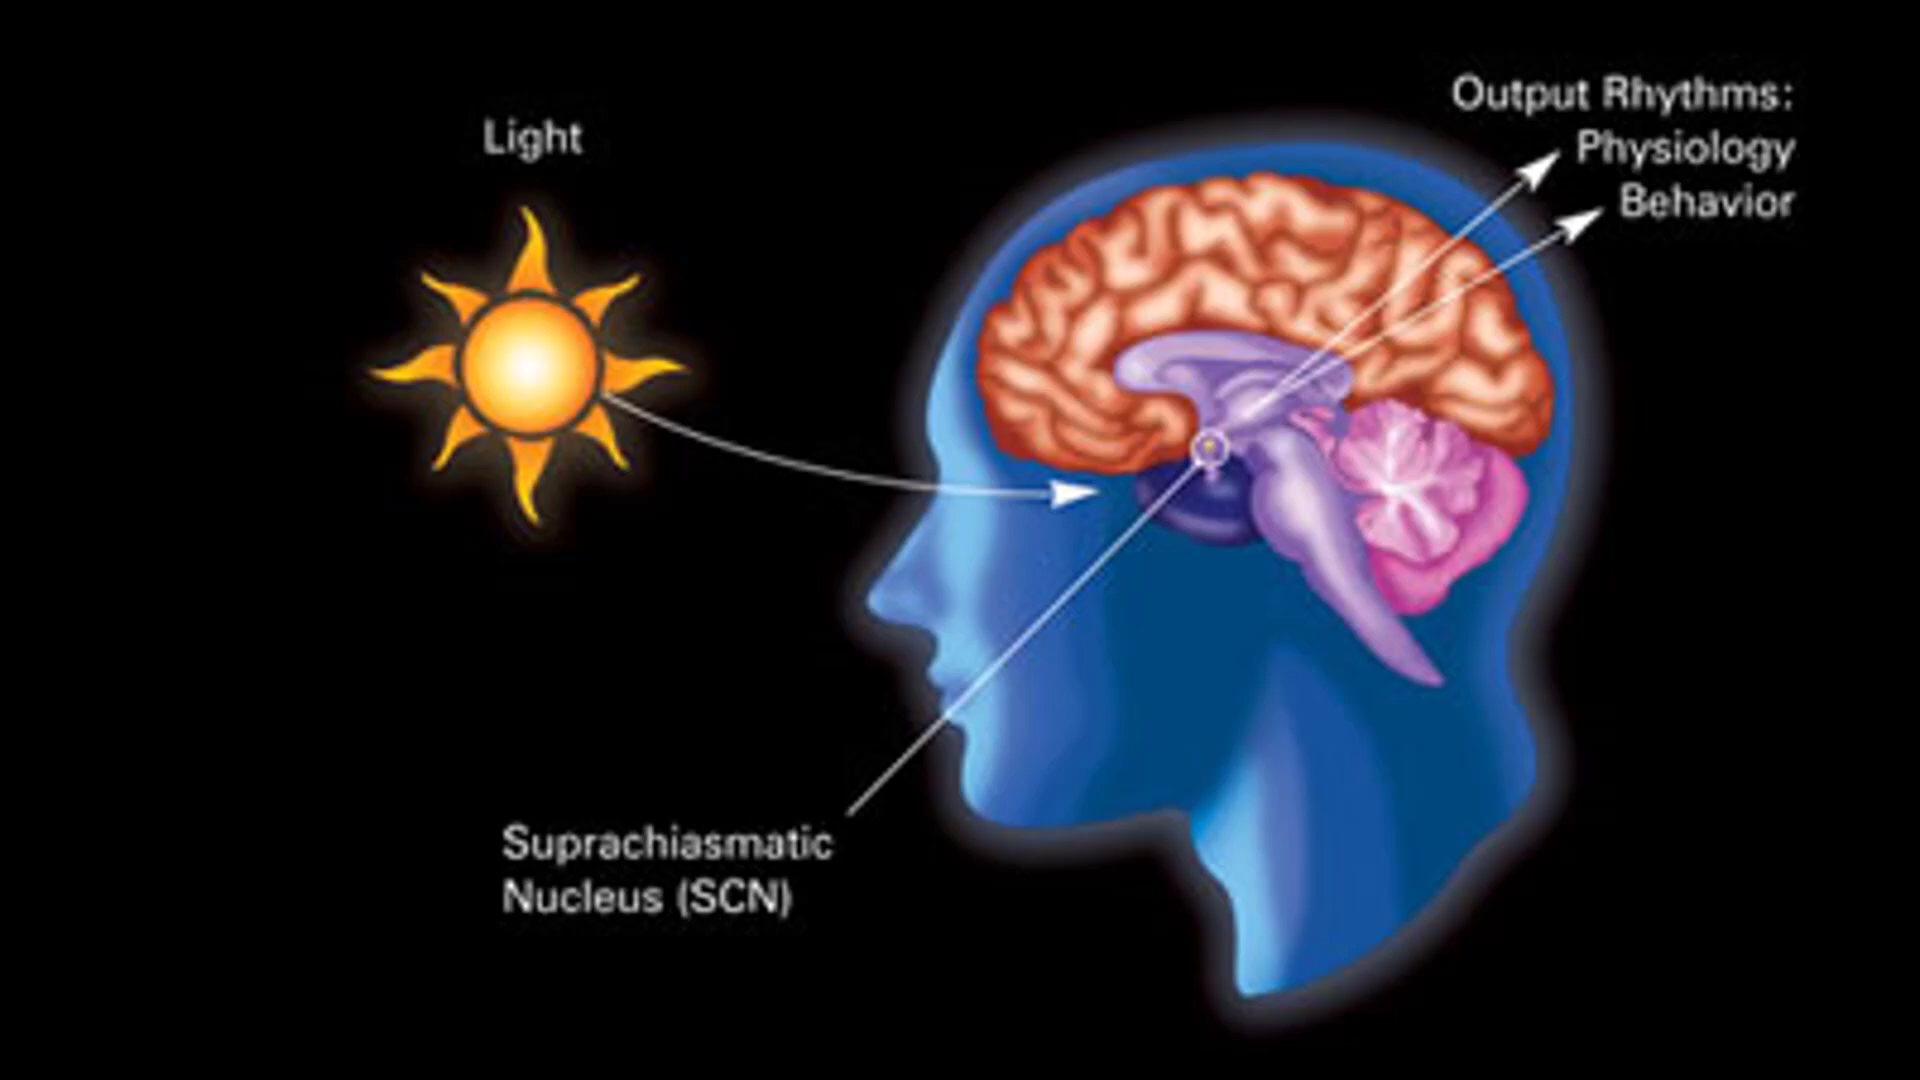 Light
Output Rhythms:
Physiology
Behavior
Suprachiasmatic
Nucleus (SCN)